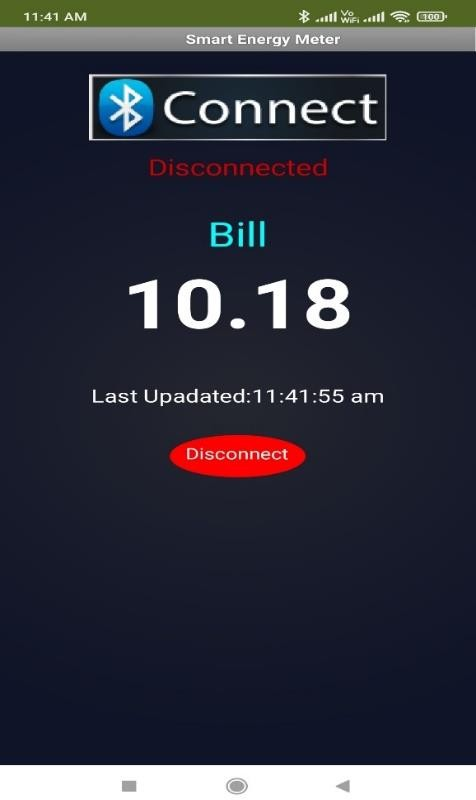 11:41 AM Vo WiFi 100
Smart Energy Meter
Connect
Disconnected
Bill
10.18
Last Upadated:11:41:55 am
Disconnect